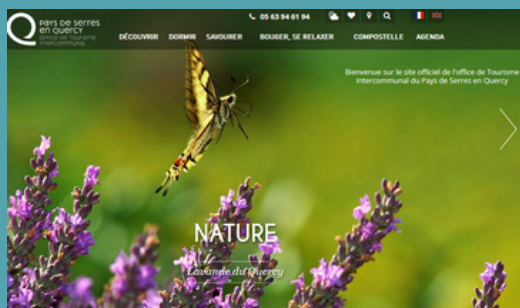 Pays de serres
en quercy
office de tourisme
intercommunal
05 63 94 61 94
DÉCOUVRIR DORMIR SAVOURER BOUGER, SE RELAXER COMPOSTELLE AGENDA
Bienvenue sur le site officiel de l'office de Tourisme
Intercommunal du Pays de Serres en Quercy
NATURE
Lavande du Quercy